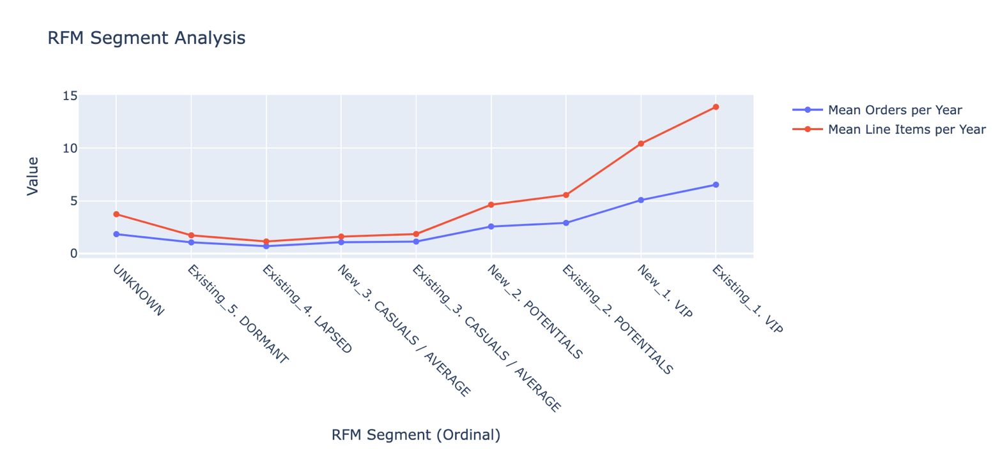 RFM Segment Analysis
15
10
5
0
Value
Mean Orders per Year
Mean Line Items per Year
UNKNOWN
Existing_5. DORMANT
Existing_4. LAPSED
New_3. CASUALS / AVERAGE
Existing_3. CASUALS / AVERAGE
New_2. POTENTIALS
Existing_2. POTENTIALS
New_1. VIP
Existing_1. VIP
RFM Segment (Ordinal)